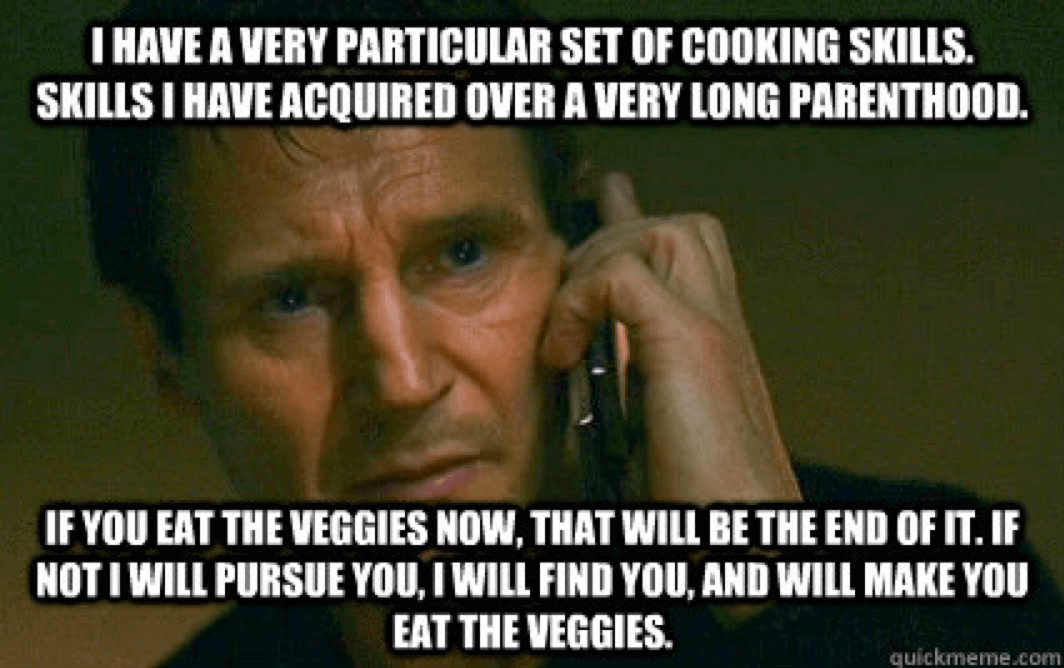 I HAVE A VERY PARTICULAR SET OF COOKING SKILLS.
SKILLS I HAVE ACQUIRED OVER A VERY LONG PARENTHOOD.
IF YOU EAT THE VEGGIES NOW, THAT WILL BE THE END OF IT. IF
NOT I WILL PURSUE YOU, I WILL FIND YOU, AND WILL MAKE YOU
EAT THE VEGGIES.
quickmeme.com